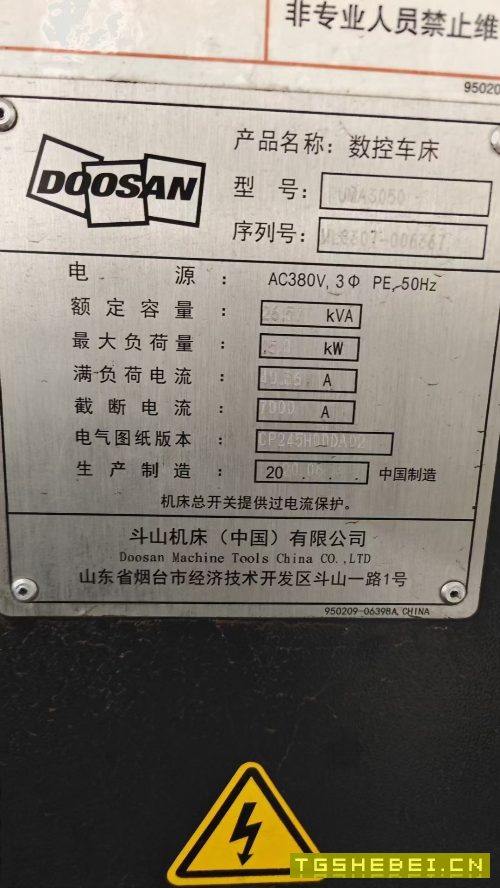 非专业人员禁止维
950209
DOOSAN
产品名称：数控车床
型 号：
序列号：
电 源 ： AC380V, 3Φ PE, 50Hz
额定容量 ： kVA
最大负荷量 ： kW
满负荷电流 ： A
截断电流 ： A
电气图纸版本 ：
生产制造 ： 20 中国制造
机床总开关提供过电流保护。
斗山机床（中国）有限公司
Doosan Machine Tools China CO.,LTD
山东省烟台市经济技术开发区斗山一路1号
950209-06398A, CHINA
TGSHEBEI.CN